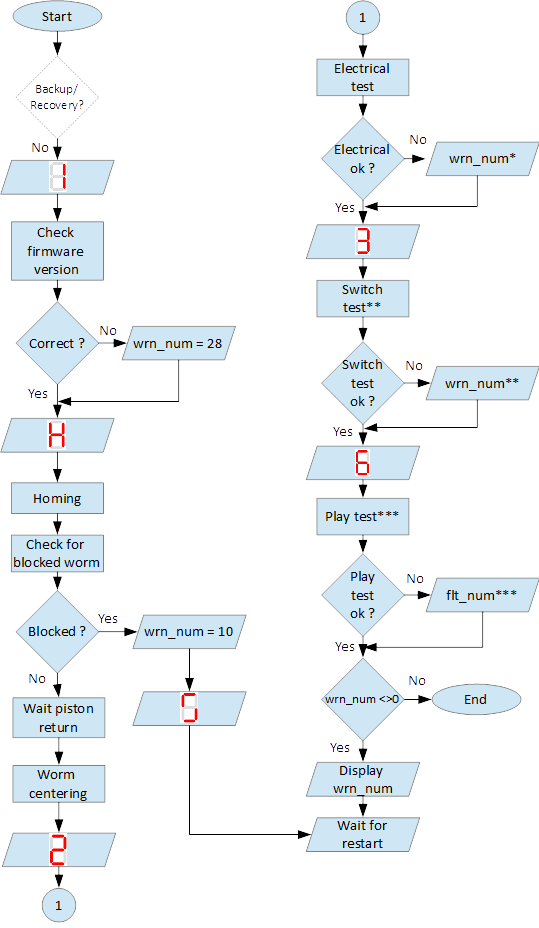 Start
Backup/
Recovery?
No
1
Check
firmware
version
Correct ?
No
wrn_num = 28
Yes
H
Homing
Check for
blocked worm
Blocked ?
Yes
wrn_num = 10
No
5
Wait piston
return
Worm
centering
2
1
1
Electrical
test
Electrical
ok ?
No
wrn_num*
Yes
3
Switch
test**
Switch
test
ok ?
No
wrn_num**
Yes
6
Play test***
Play
test
ok ?
No
flt_num***
Yes
wrn_num <>0
No
End
Yes
Display
wrn_num
Wait for
restart